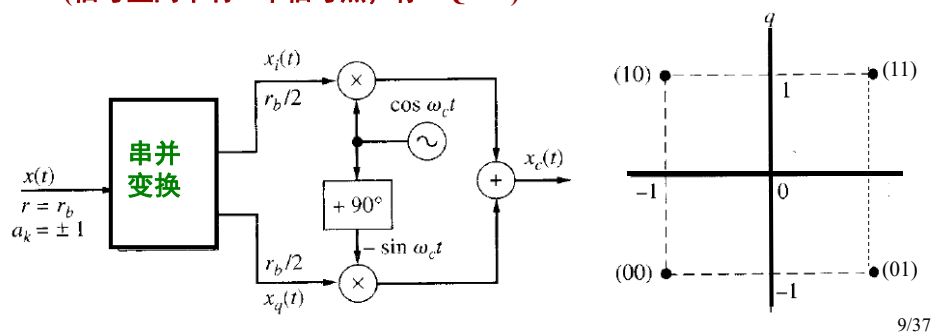 x_i(t)
r_b/2
cos ω_c t
串并
变换
x(t)
r = r_b
a_k = ± 1
+ 90°
− sin ω_c t
r_b/2
x_q(t)
x_c(t)
q
(10)
(11)
1
−1
0
(00)
(01)
−1
9/37